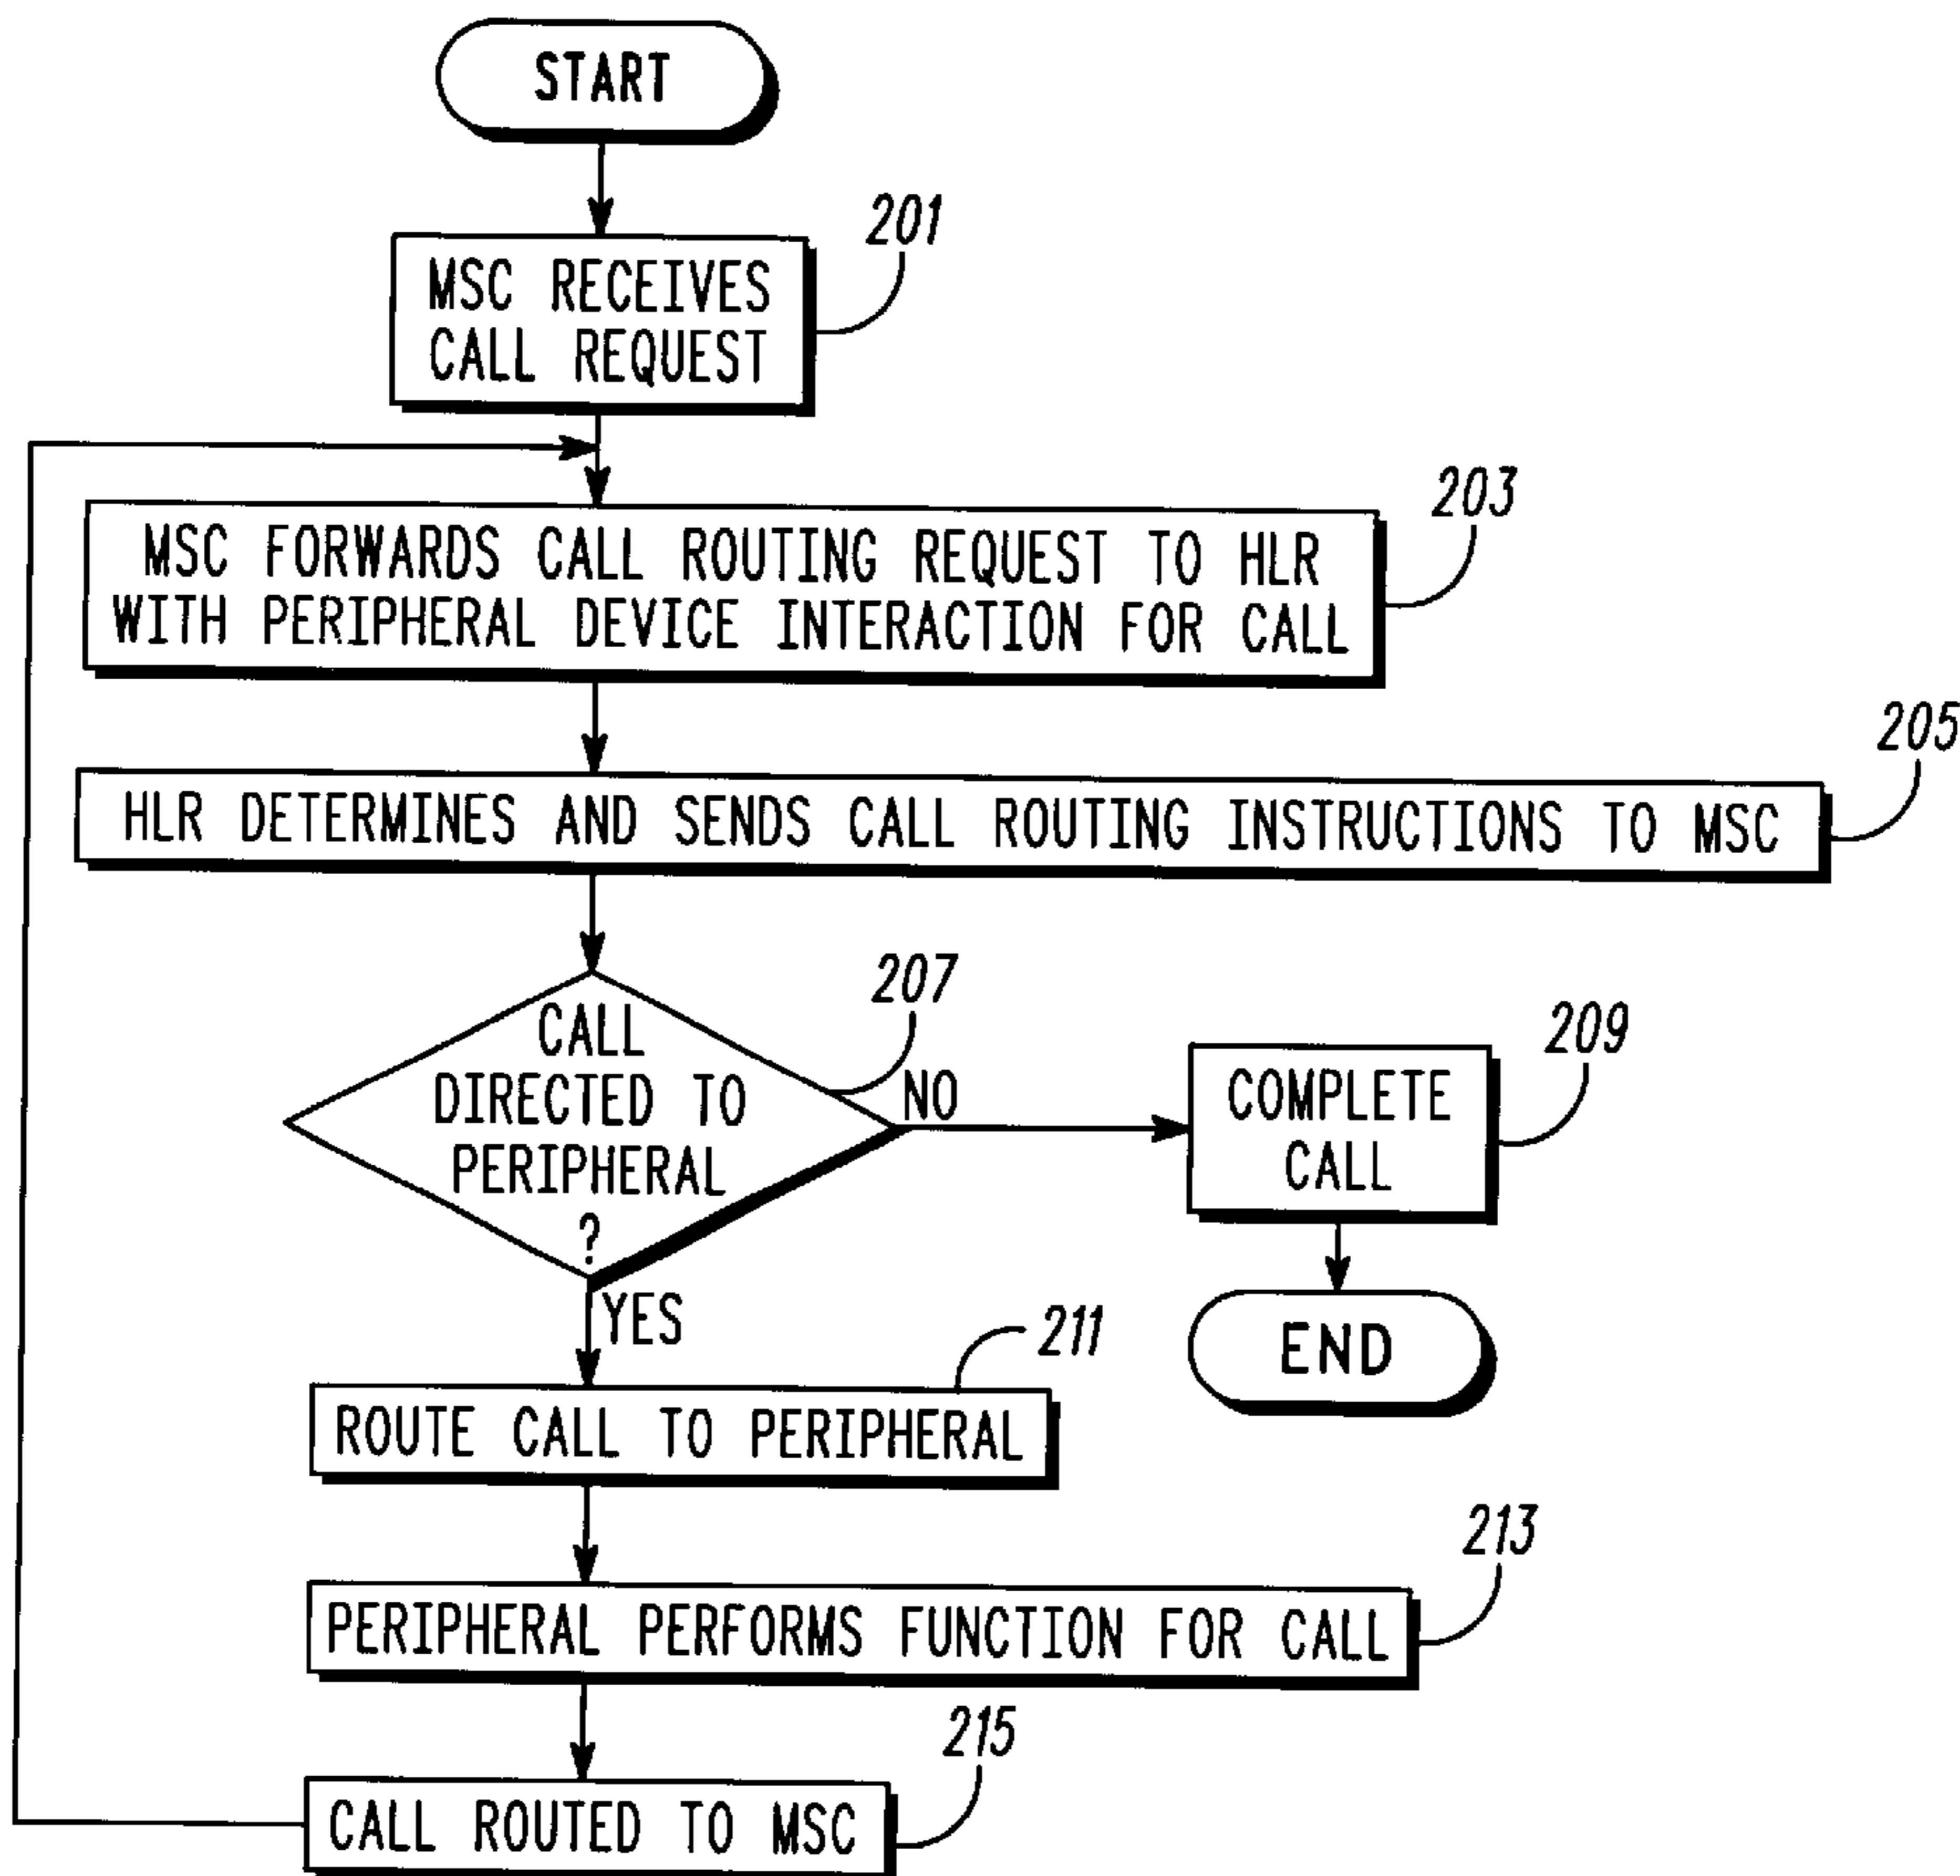 START
201
MSC RECEIVES
CALL REQUEST
203
MSC FORWARDS CALL ROUTING REQUEST TO HLR
WITH PERIPHERAL DEVICE INTERACTION FOR CALL
205
HLR DETERMINES AND SENDS CALL ROUTING INSTRUCTIONS TO MSC
207
CALL
DIRECTED TO
PERIPHERAL
?
NO
209
COMPLETE
CALL
END
YES
211
ROUTE CALL TO PERIPHERAL
213
PERIPHERAL PERFORMS FUNCTION FOR CALL
215
CALL ROUTED TO MSC